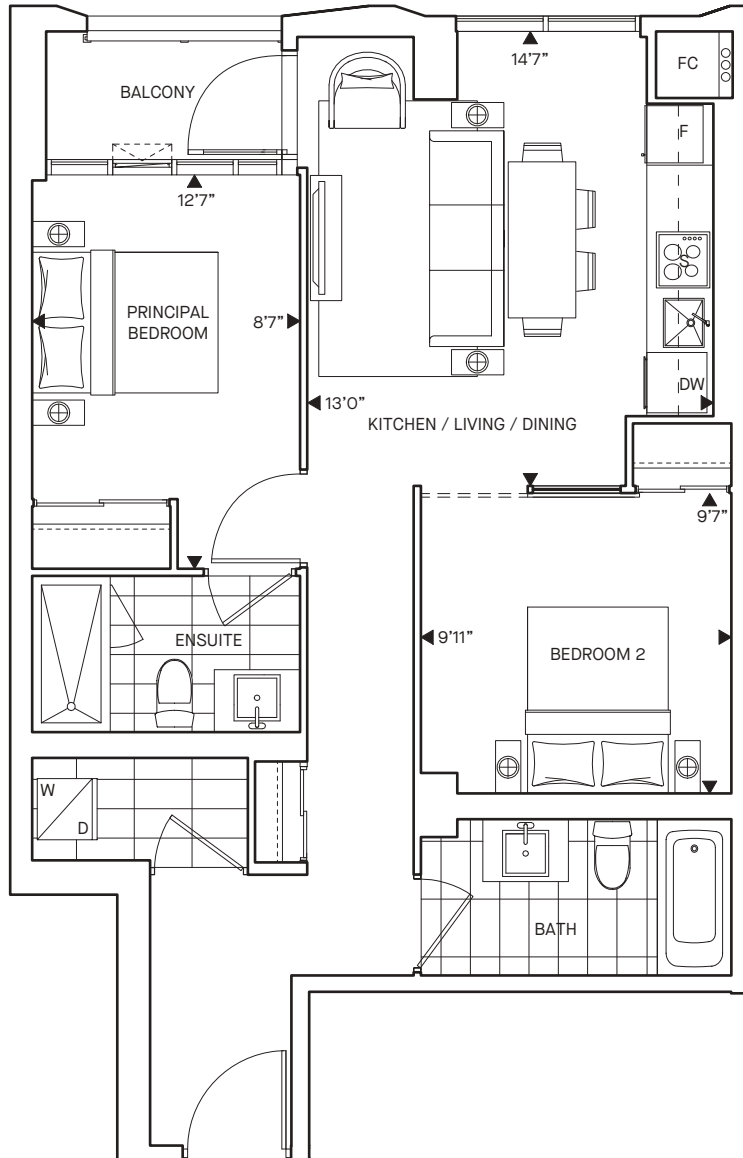 BALCONY
14'7"
FC
F
12'7"
PRINCIPAL
BEDROOM
8'7"
S
DW
13'0"
KITCHEN / LIVING / DINING
9'7"
ENSUITE
9'11"
BEDROOM 2
W
D
BATH